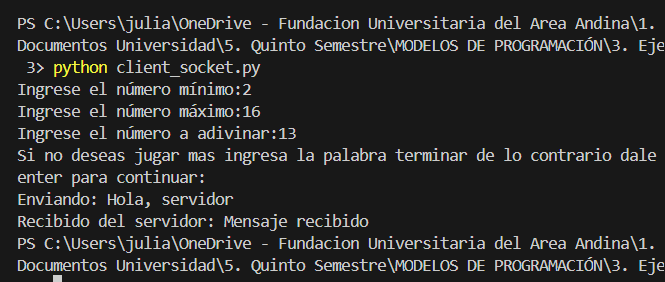 PS C:\Users\julia\OneDrive - Fundacion Universitaria del Area Andina\1.
Documentos Universidad\5. Quinto Semestre\MODELOS DE PROGRAMACIÓN\3. Eje
3> python client_socket.py
Ingrese el número mínimo:2
Ingrese el número máximo:16
Ingrese el número a adivinar:13
Si no deseas jugar mas ingresa la palabra terminar de lo contrario dale
enter para continuar:
Enviando: Hola, servidor
Recibido del servidor: Mensaje recibido
PS C:\Users\julia\OneDrive - Fundacion Universitaria del Area Andina\1.
Documentos Universidad\5. Quinto Semestre\MODELOS DE PROGRAMACIÓN\3. Eje